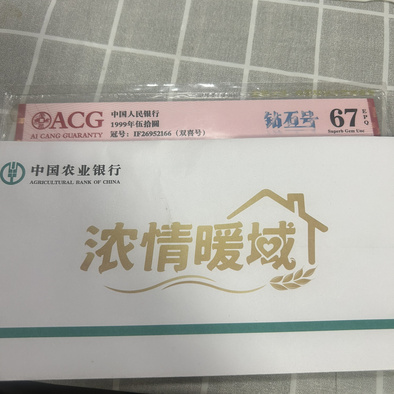 ACG
AI CANG GUARANTY
中国人民银行
1999年伍拾圆
冠号: IF26952166 (双喜号)
钻石号
67
EPQ
Superb Gem Unc
中国农业银行
AGRICULTURAL BANK OF CHINA
浓情暖域